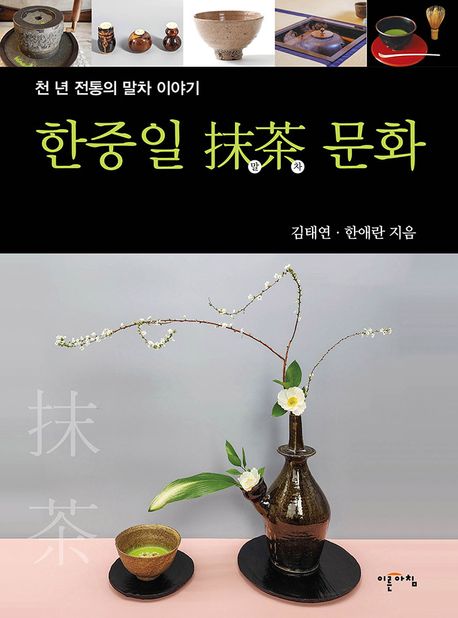 천 년 전통의 말차 이야기
한중일 抹茶 문화
말 차
김태연 · 한애란 지음
抹
茶
이른아침